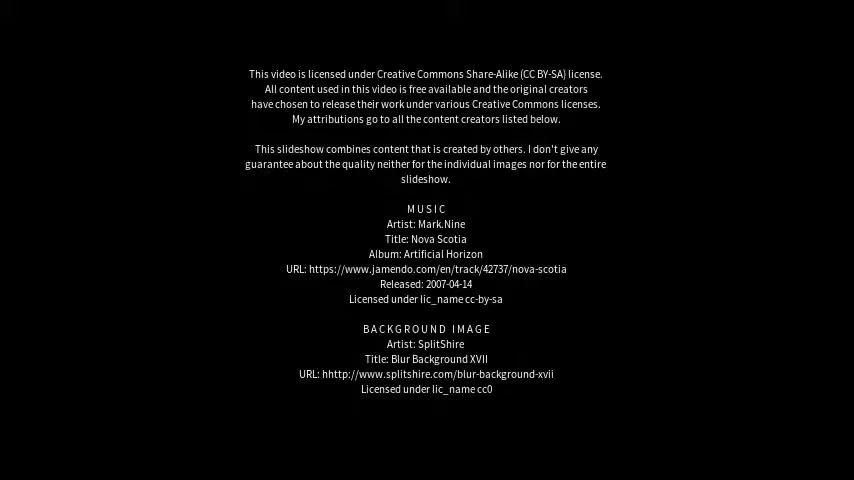 This video is licensed under Creative Commons Share-Alike (CC BY-SA) license.
All content used in this video is free available and the original creators
have chosen to release their work under various Creative Commons licenses.
My attributions go to all the content creators listed below.
This slideshow combines content that is created by others. I don't give any
guarantee about the quality neither for the individual images nor for the entire
slideshow.
MUSIC
Artist: Mark.Nine
Title: Nova Scotia
Album: Artificial Horizon
URL: https://www.jamendo.com/en/track/42737/nova-scotia
Released: 2007-04-14
Licensed under lic_name cc-by-sa
BACKGROUND IMAGE
Artist: SplitShire
Title: Blur Background XVII
URL: hhttp://www.splitshire.com/blur-background-xvii
Licensed under lic_name cc0